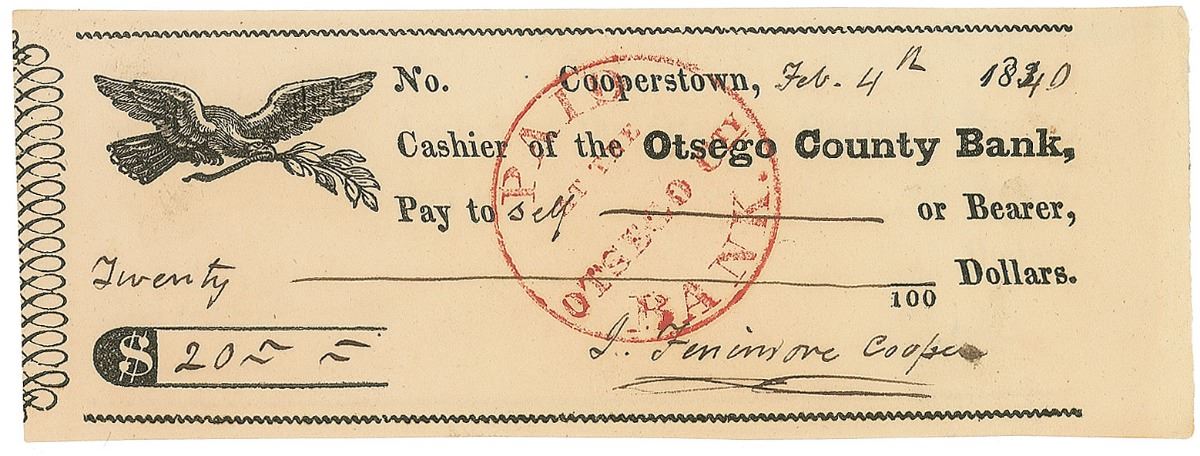 No. Cooperstown, Feb. 4th 1840
Cashier of the Otsego County Bank,
Pay to self or Bearer,
Twenty Dollars.
100
$ 20
J. Fenimore Cooper
PAID
AT THE
OTSEGO CTY
BANK.